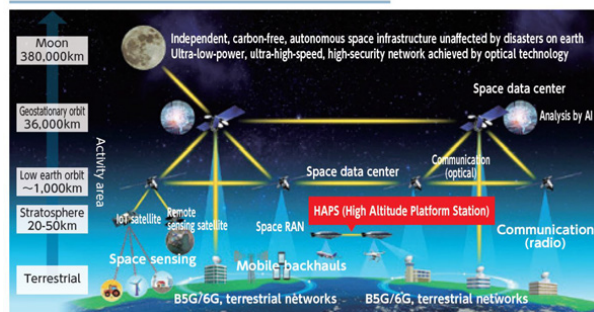 Moon
380,000km
Independent, carbon-free, autonomous space infrastructure unaffected by disasters on earth
Ultra-low-power, ultra-high-speed, high-security network achieved by optical technology
Space data center
Geostationary orbit
36,000km
Analysis by AI
Activity area
Low earth orbit
~1,000km
Space data center
Communication
(optical)
Stratosphere
20-50km
IoT satellite
Remote
sensing satellite
Space RAN
HAPS (High Altitude Platform Station)
Communication
(radio)
Space sensing
Mobile backhauls
Terrestrial
B5G/6G, terrestrial networks
B5G/6G, terrestrial networks